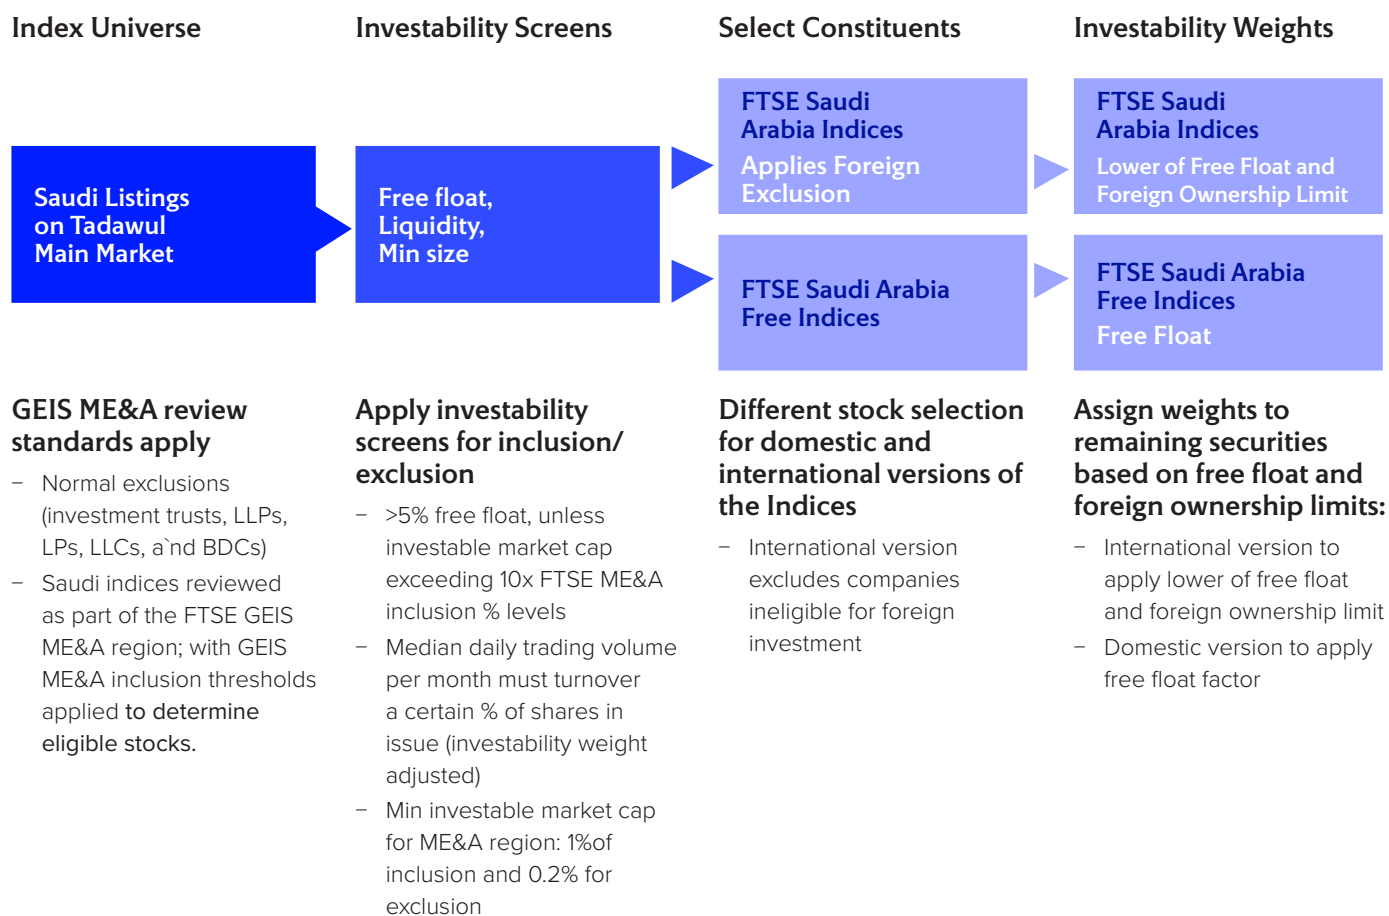 Index Universe
Investability Screens
Select Constituents
Investability Weights
Saudi Listings
on Tadawul
Main Market
Free float,
Liquidity,
Min size
FTSE Saudi
Arabia Indices
Applies Foreign
Exclusion
FTSE Saudi
Arabia Indices
Lower of Free Float and
Foreign Ownership Limit
FTSE Saudi Arabia
Free Indices
FTSE Saudi Arabia
Free Indices
Free Float
GEIS ME&A review
standards apply
– Normal exclusions
(investment trusts, LLPs,
LPs, LLCs, a`nd BDCs)
– Saudi indices reviewed
as part of the FTSE GEIS
ME&A region; with GEIS
ME&A inclusion thresholds
applied to determine
eligible stocks.
Apply investability
screens for inclusion/
exclusion
– >5% free float, unless
investable market cap
exceeding 10x FTSE ME&A
inclusion % levels
– Median daily trading volume
per month must turnover
a certain % of shares in
issue (investability weight
adjusted)
– Min investable market cap
for ME&A region: 1%of
inclusion and 0.2% for
exclusion
Different stock selection
for domestic and
international versions of
the Indices
– International version
excludes companies
ineligible for foreign
investment
Assign weights to
remaining securities
based on free float and
foreign ownership limits:
– International version to
apply lower of free float
and foreign ownership limit
– Domestic version to apply
free float factor